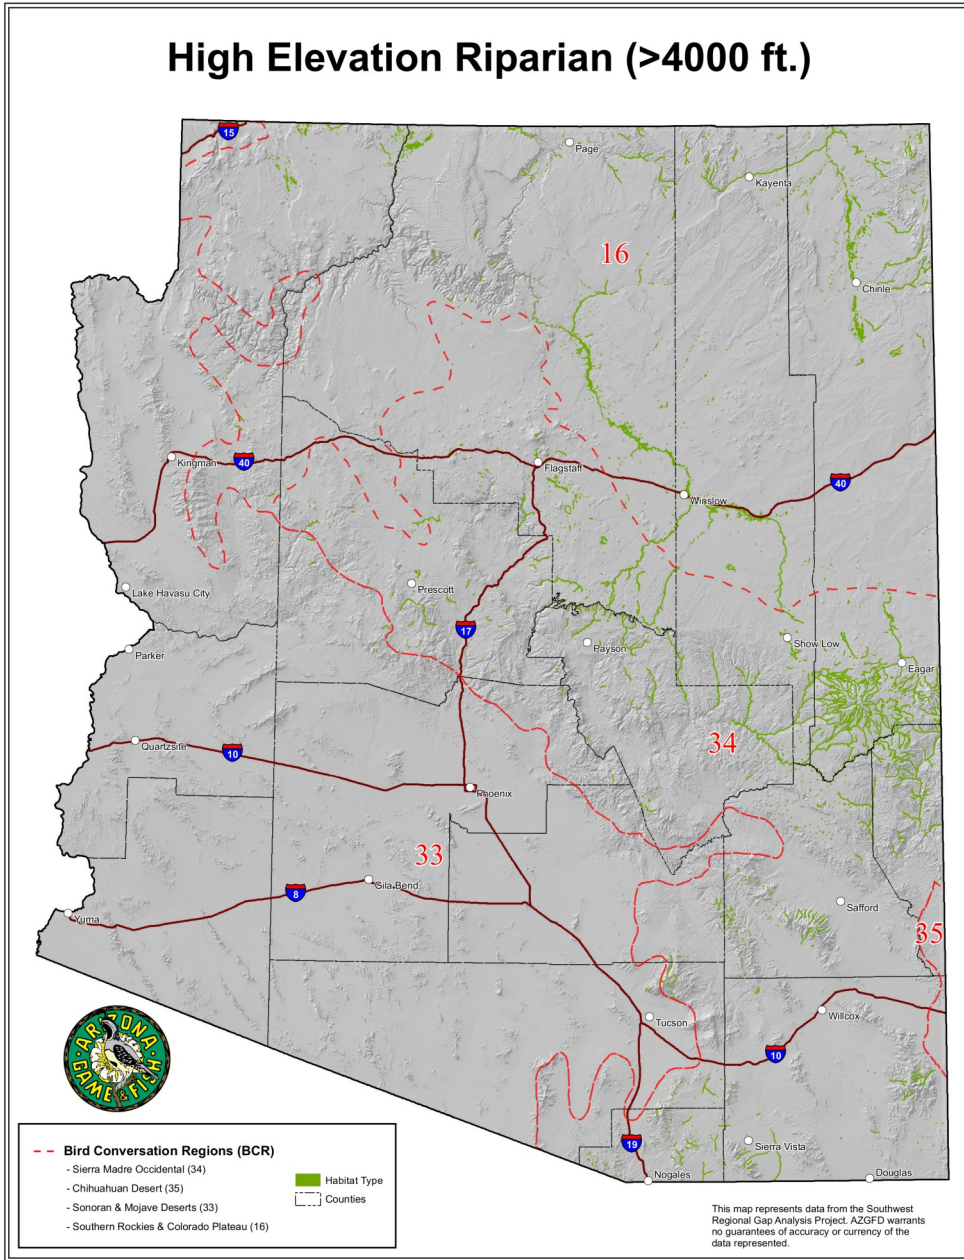 High Elevation Riparian (>4000 ft.)
15
Page
Kayenta
16
Chinle
Kingman
40
Flagstaff
40
Winslow
Lake Havasu City
Prescott
17
Parker
Payson
Show Low
Eagar
Quartzsite
10
34
Phoenix
33
Gila Bend
8
Safford
Yuma
35
Willcox
Tucson
10
ARIZONA
GAME & FISH
19
Sierra Vista
Nogales
Douglas
Bird Conversation Regions (BCR)
- Sierra Madre Occidental (34)
- Chihuahuan Desert (35)
- Sonoran & Mojave Deserts (33)
- Southern Rockies & Colorado Plateau (16)
Habitat Type
Counties
This map represents data from the Southwest
Regional Gap Analysis Project. AZGFD warrants
no guarantees of accuracy or currency of the
data represented.